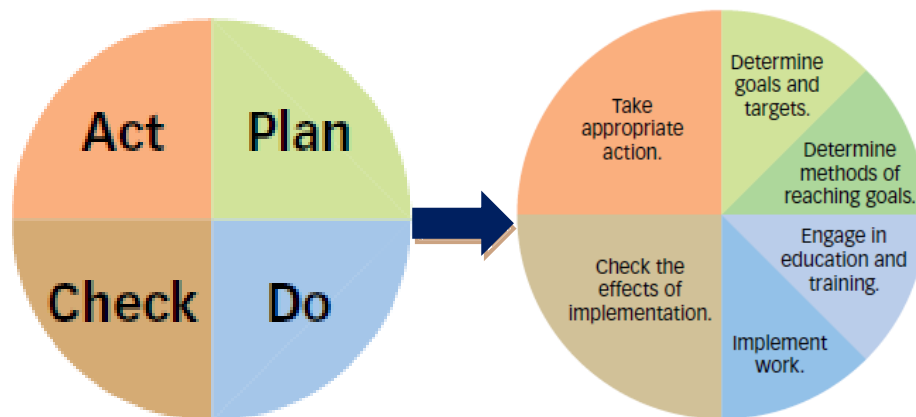 Act
Plan
Check
Do
Take
appropriate
action.
Determine
goals and
targets.
Determine
methods of
reaching goals.
Engage in
education and
training.
Check the
effects of
implementation.
Implement
work.